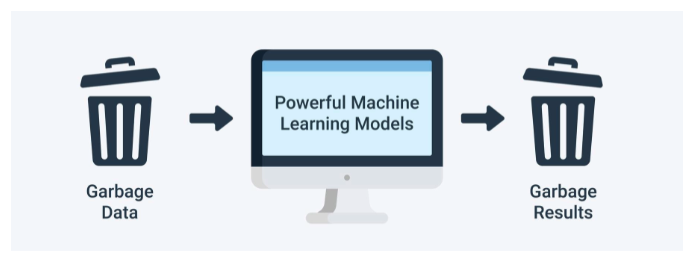 Powerful Machine
Learning Models
Garbage
Data
Garbage
Results